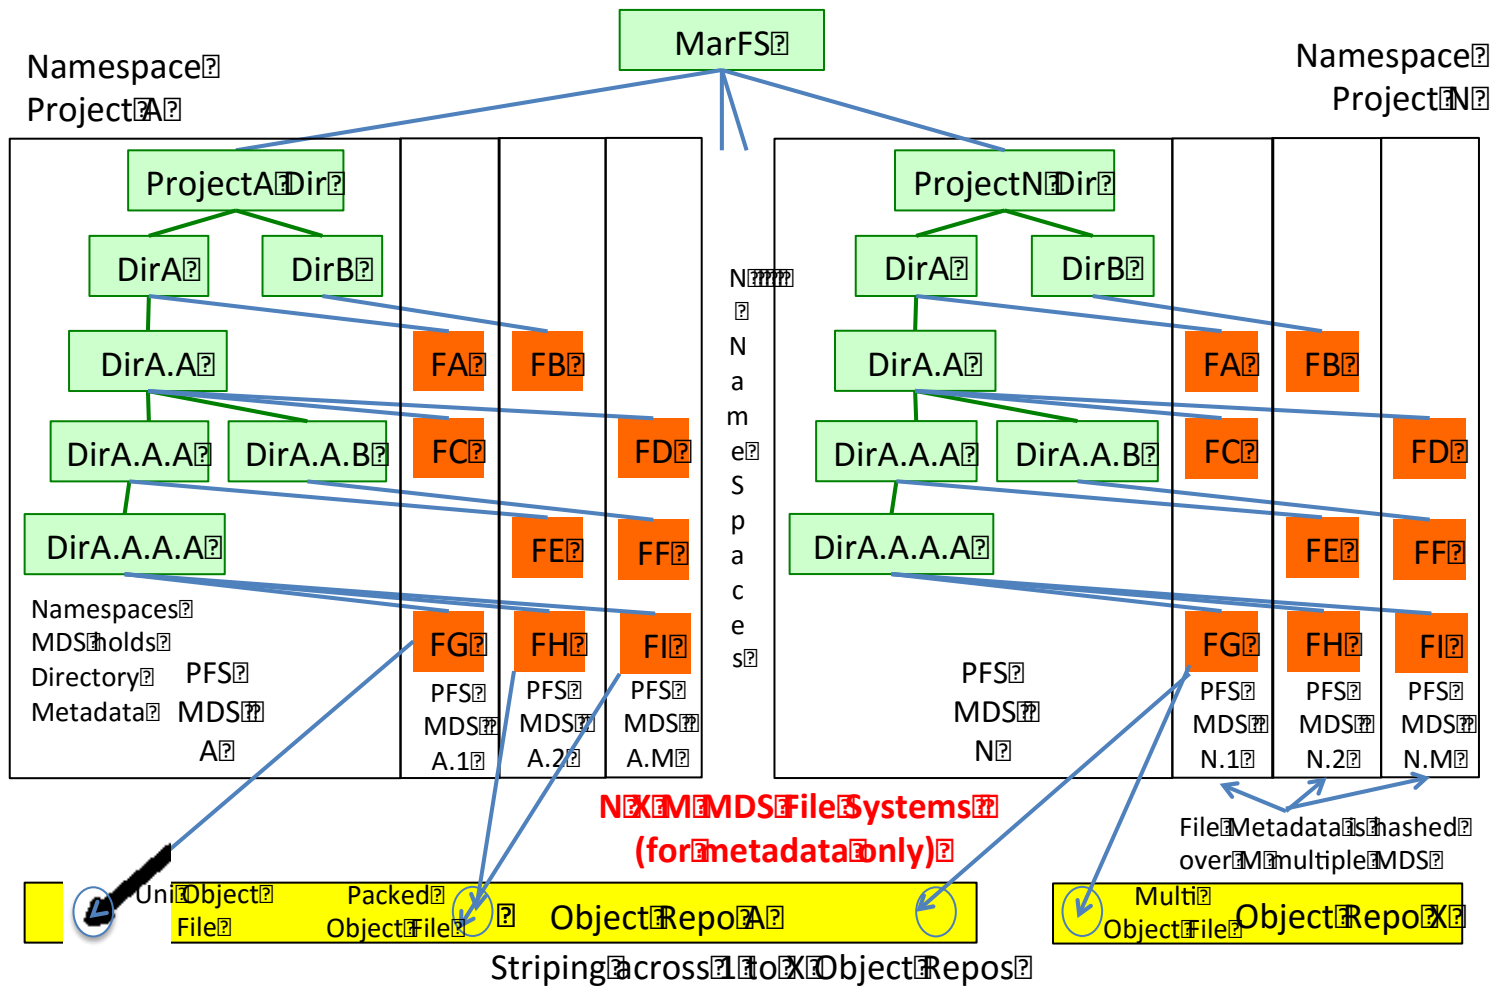 MarFS
Namespace
Project A
Namespace
Project N
ProjectA Dir
DirA
DirB
DirA.A
FA
FB
DirA.A.A
DirA.A.B
FC
FD
DirA.A.A.A
FE
FF
FG
FH
FI
Namespaces
MDS holds
Directory
Metadata
PFS
MDS
A
PFS
MDS
A.1
PFS
MDS
A.2
PFS
MDS
A.M
N
N
a
m
e
S
p
a
c
e
s
ProjectN Dir
DirA
DirB
DirA.A
FA
FB
DirA.A.A
DirA.A.B
FC
FD
DirA.A.A.A
FE
FF
FG
FH
FI
PFS
MDS
N
PFS
MDS
N.1
PFS
MDS
N.2
PFS
MDS
N.M
N X M MDS File Systems
(for metadata only)
File Metadata is hashed
over M multiple MDS
Uni Object
File
Packed
Object File
Object Repo A
Multi
Object File
Object Repo X
Striping across 1 to X Object Repos